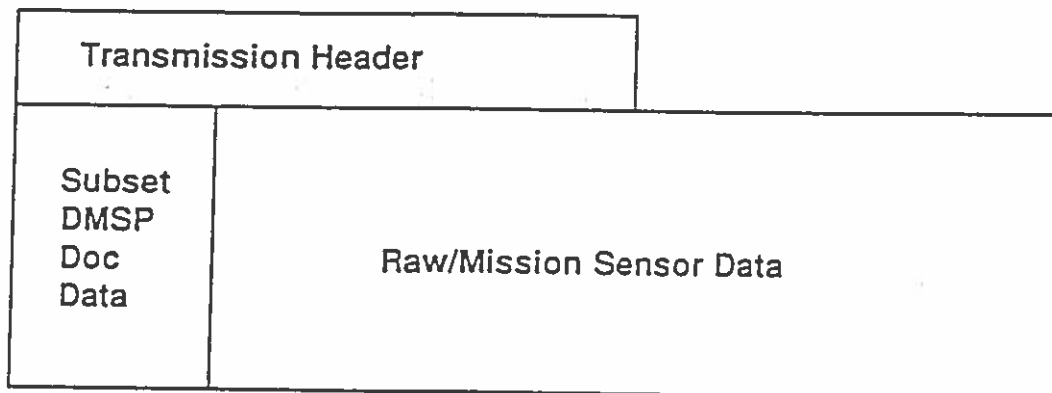 Transmission Header
Subset
DMSP
Doc
Data
Raw/Mission Sensor Data